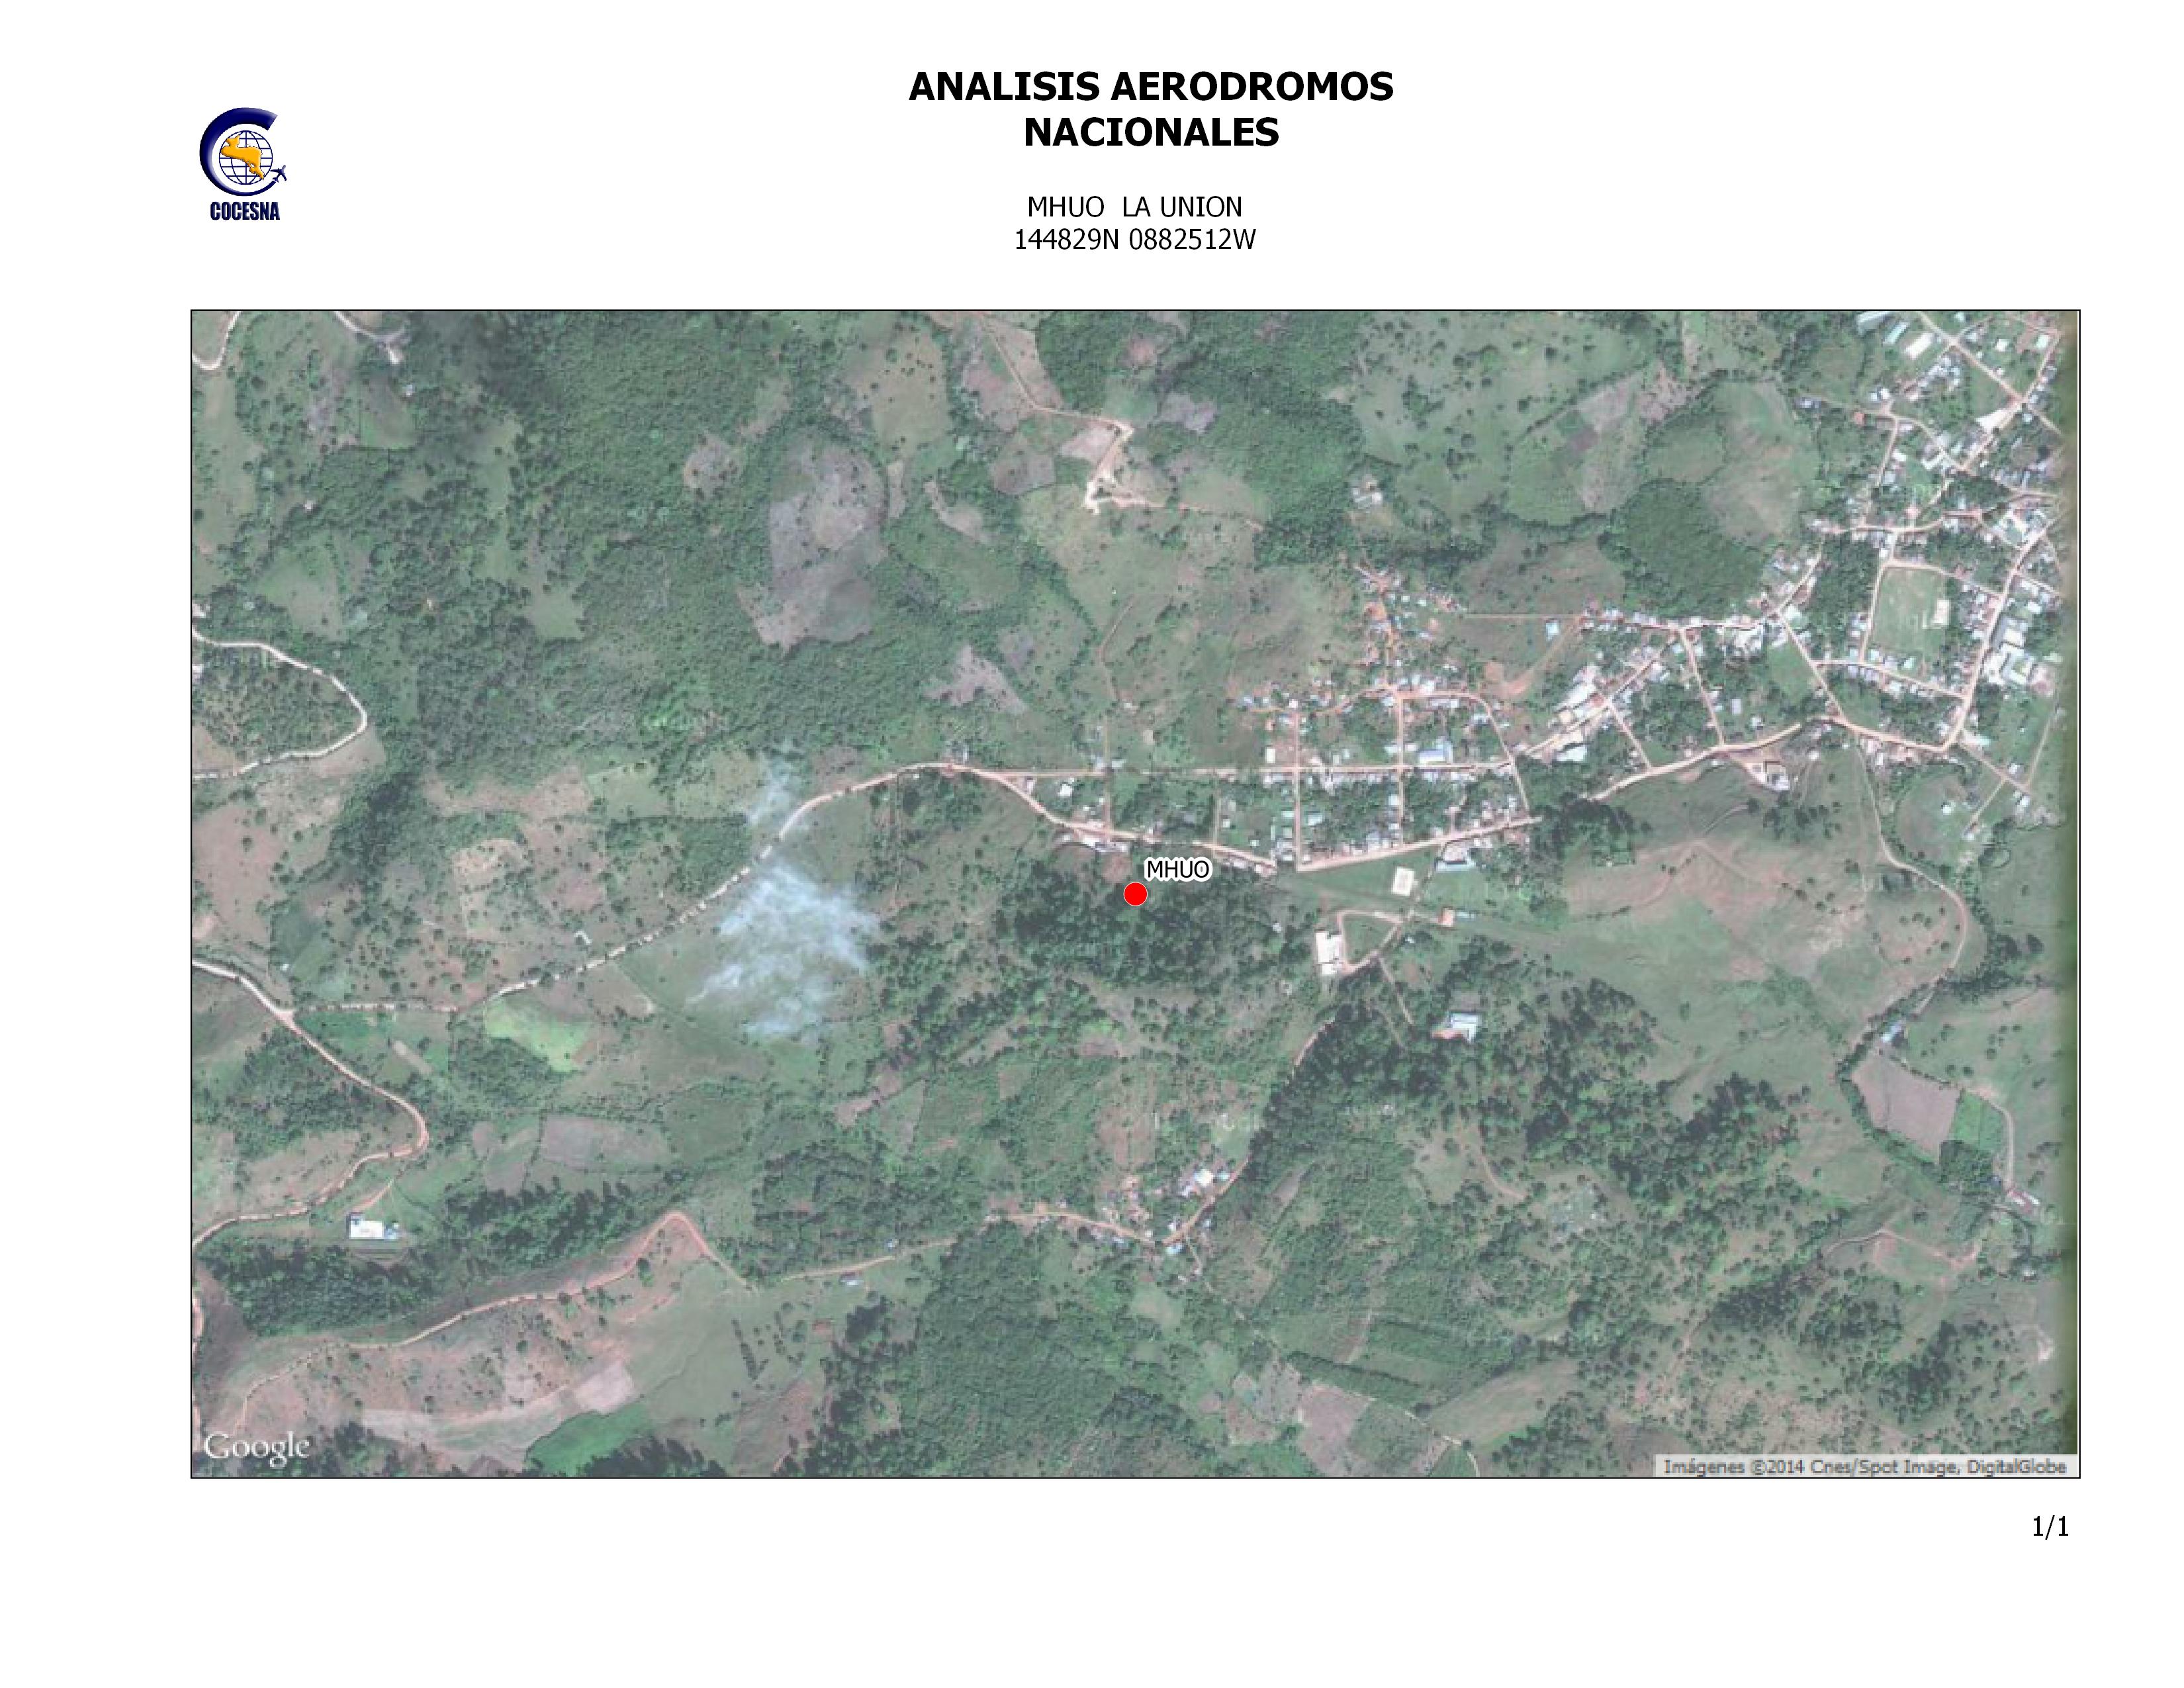 ANALISIS AERODROMOS
NACIONALES
COCESNA
MHUO LA UNION
144829N 0882512W
MHUO
Google
Imágenes ©2014 Cnes/Spot Image, DigitalGlobe
1/1